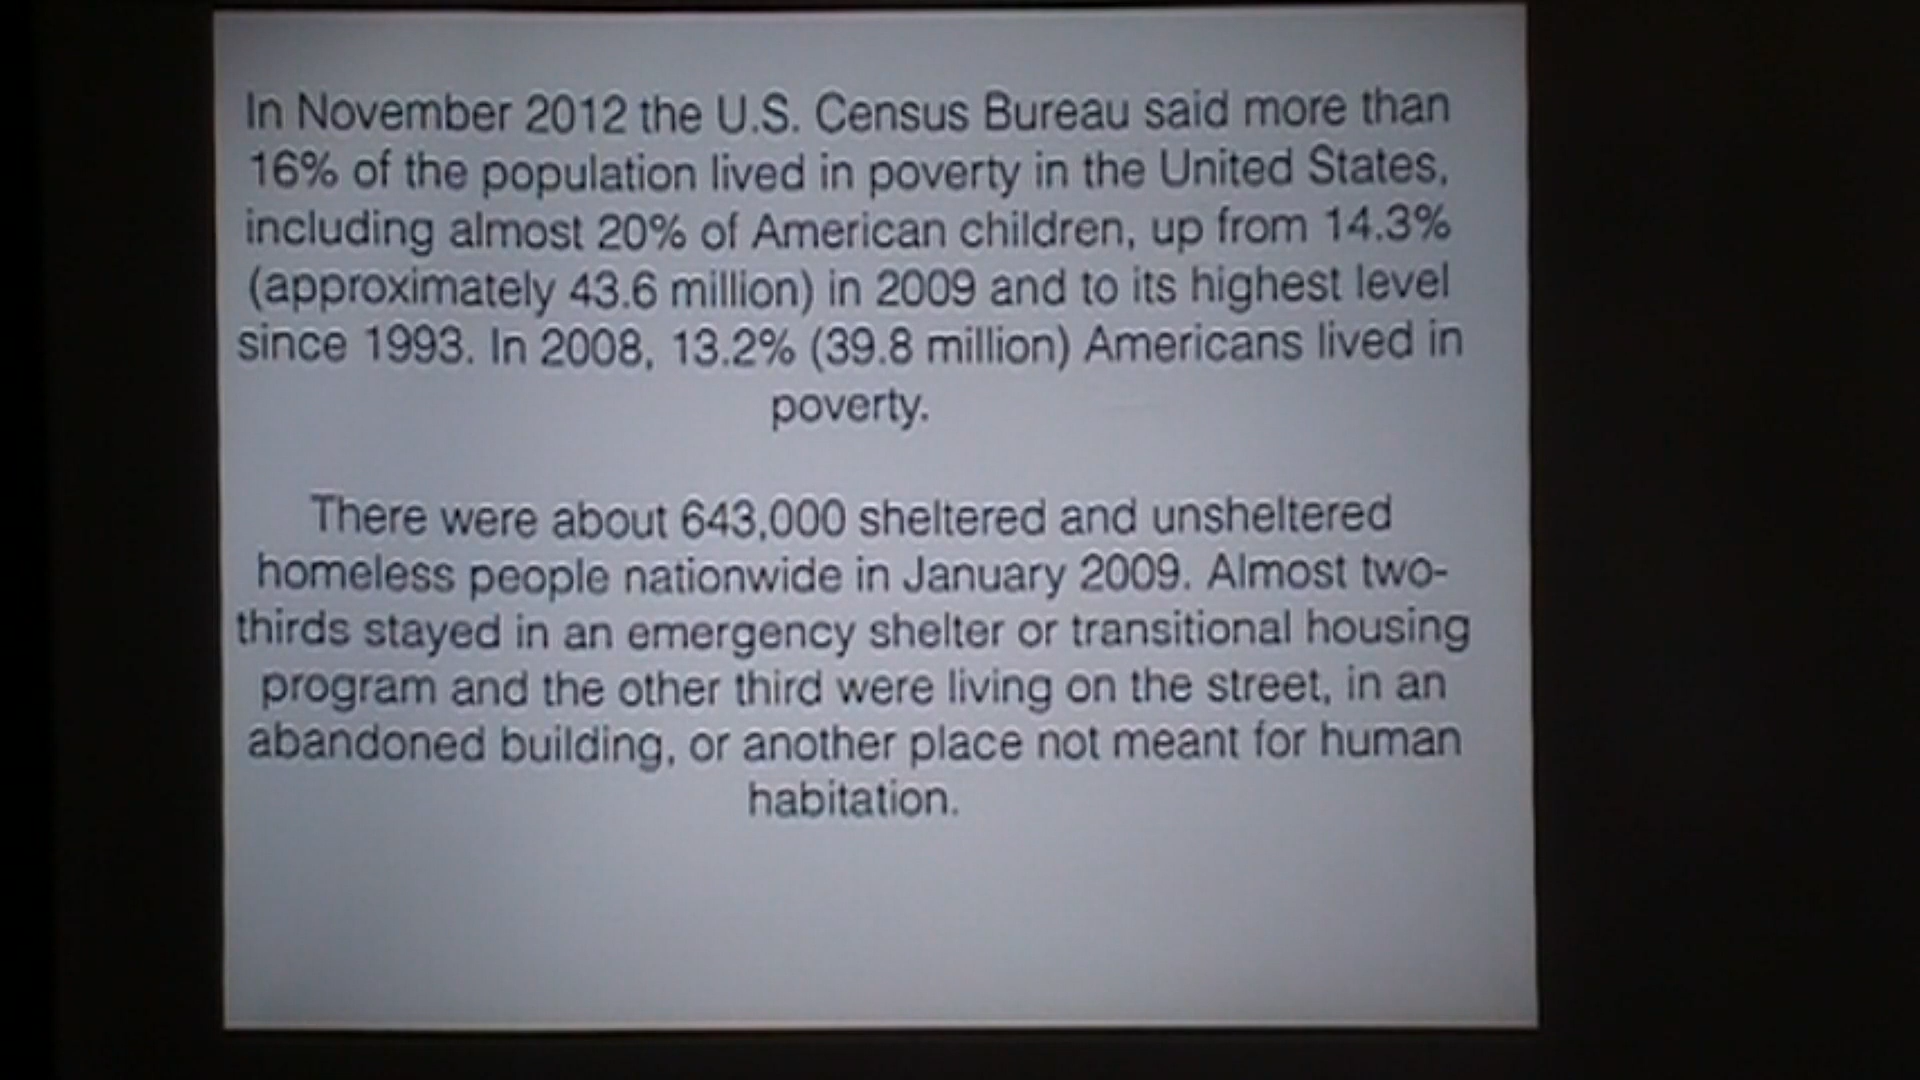 In November 2012 the U.S. Census Bureau said more than
16% of the population lived in poverty in the United States,
including almost 20% of American children, up from 14.3%
(approximately 43.6 million) in 2009 and to its highest level
since 1993. In 2008, 13.2% (39.8 million) Americans lived in
poverty.
There were about 643,000 sheltered and unsheltered
homeless people nationwide in January 2009. Almost two-
thirds stayed in an emergency shelter or transitional housing
program and the other third were living on the street, in an
abandoned building, or another place not meant for human
habitation.